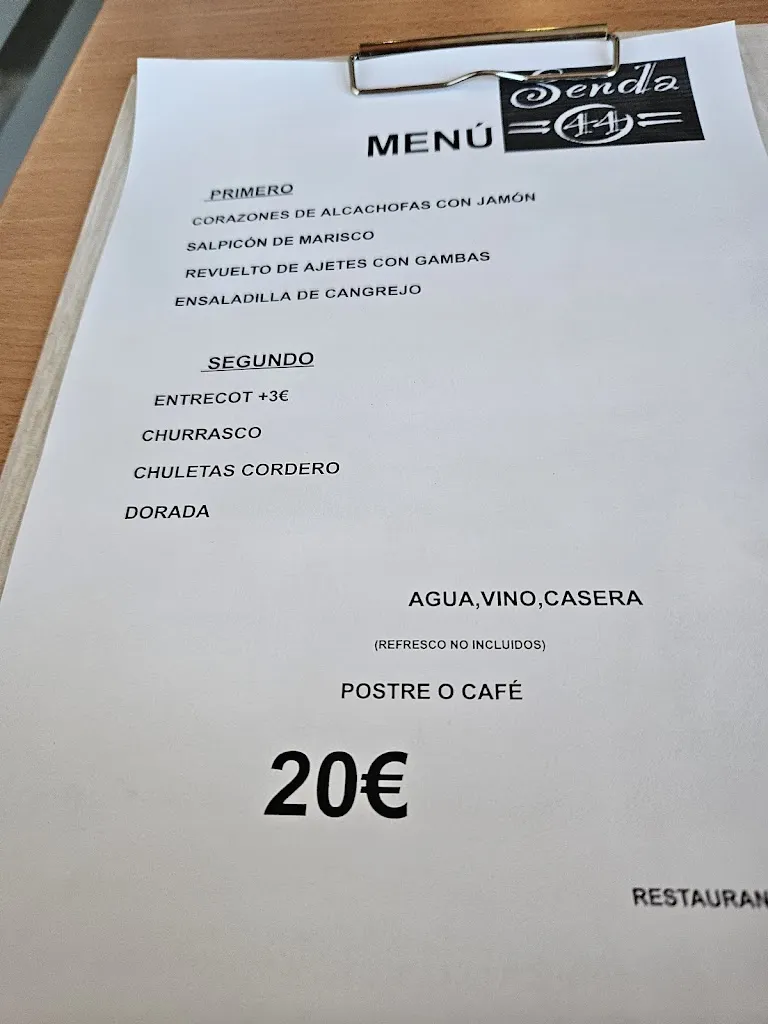 Senda
44
MENÚ
PRIMERO
CORAZONES DE ALCACHOFAS CON JAMÓN
SALPICÓN DE MARISCO
REVUELTO DE AJETES CON GAMBAS
ENSALADILLA DE CANGREJO
SEGUNDO
ENTRECOT +3€
CHURRASCO
CHULETAS CORDERO
DORADA
AGUA,VINO,CASERA
(REFRESCO NO INCLUIDOS)
POSTRE O CAFÉ
20€
RESTAURAN